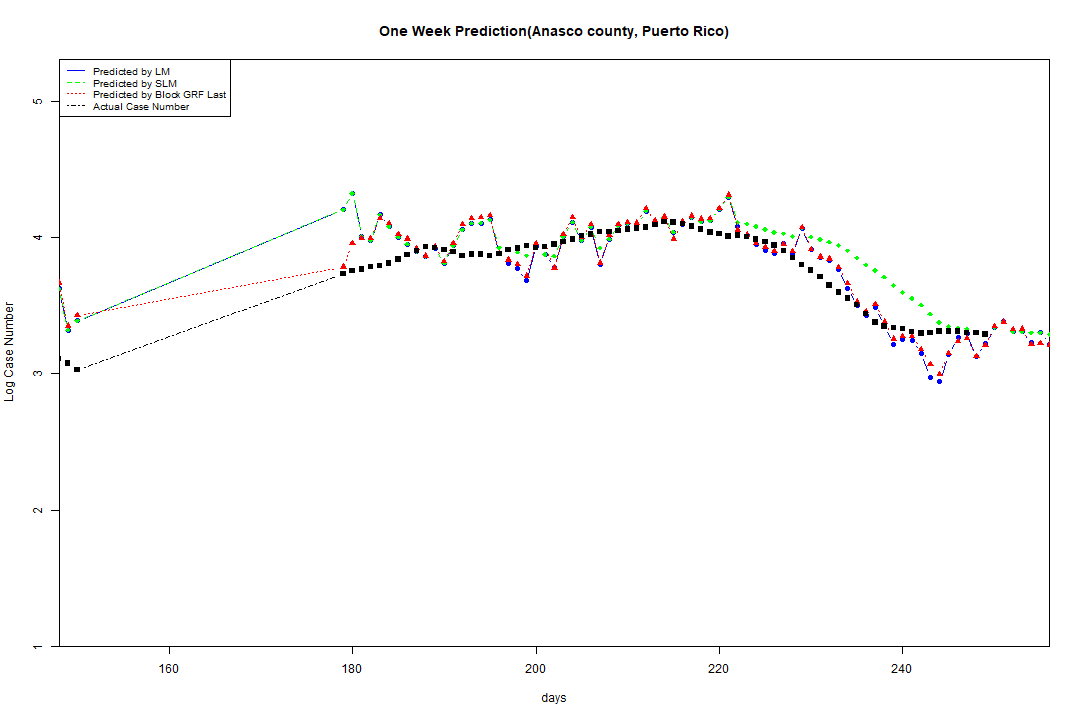 One Week Prediction(Anasco county, Puerto Rico)
Predicted by LM
Predicted by SLM
Predicted by Block GRF Last
Actual Case Number
5
4
3
2
1
Log Case Number
160 180 200 220 240
days